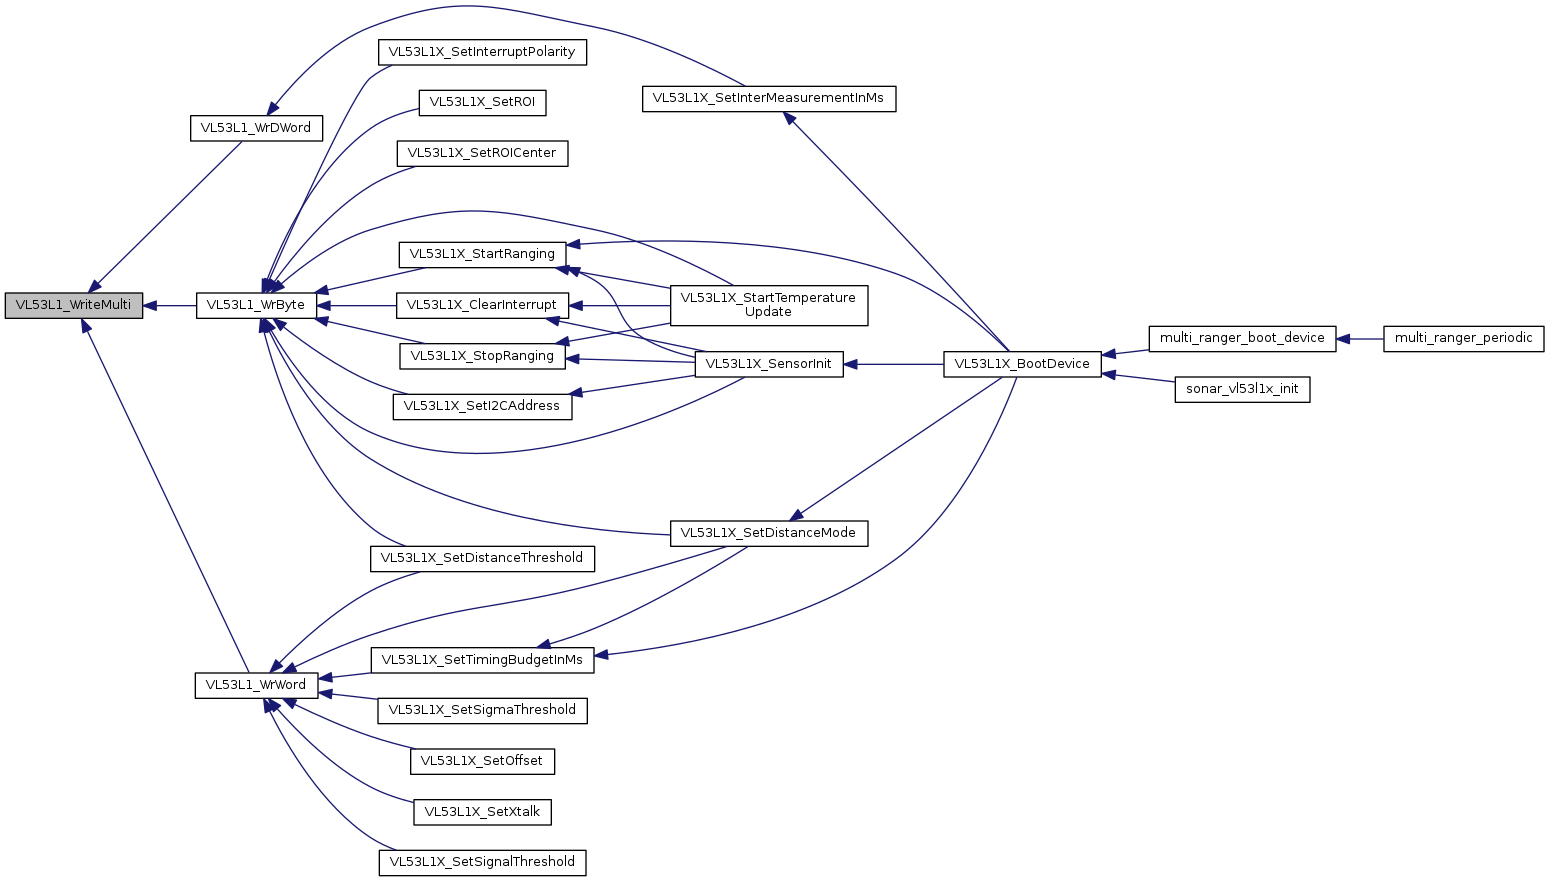 VL53L1X_SetInterruptPolarity
VL53L1X_SetInterMeasurementInMs
VL53L1X_SetROI
VL53L1_WrDWord
VL53L1X_SetROICenter
VL53L1X_StartRanging
VL53L1_WriteMulti
VL53L1_WrByte
VL53L1X_ClearInterrupt
VL53L1X_StartTemperature
Update
VL53L1X_StopRanging
VL53L1X_SensorInit
VL53L1X_BootDevice
multi_ranger_boot_device
multi_ranger_periodic
sonar_vl53l1x_init
VL53L1X_SetI2CAddress
VL53L1X_SetDistanceMode
VL53L1X_SetDistanceThreshold
VL53L1X_SetTimingBudgetInMs
VL53L1_WrWord
VL53L1X_SetSigmaThreshold
VL53L1X_SetOffset
VL53L1X_SetXtalk
VL53L1X_SetSignalThreshold